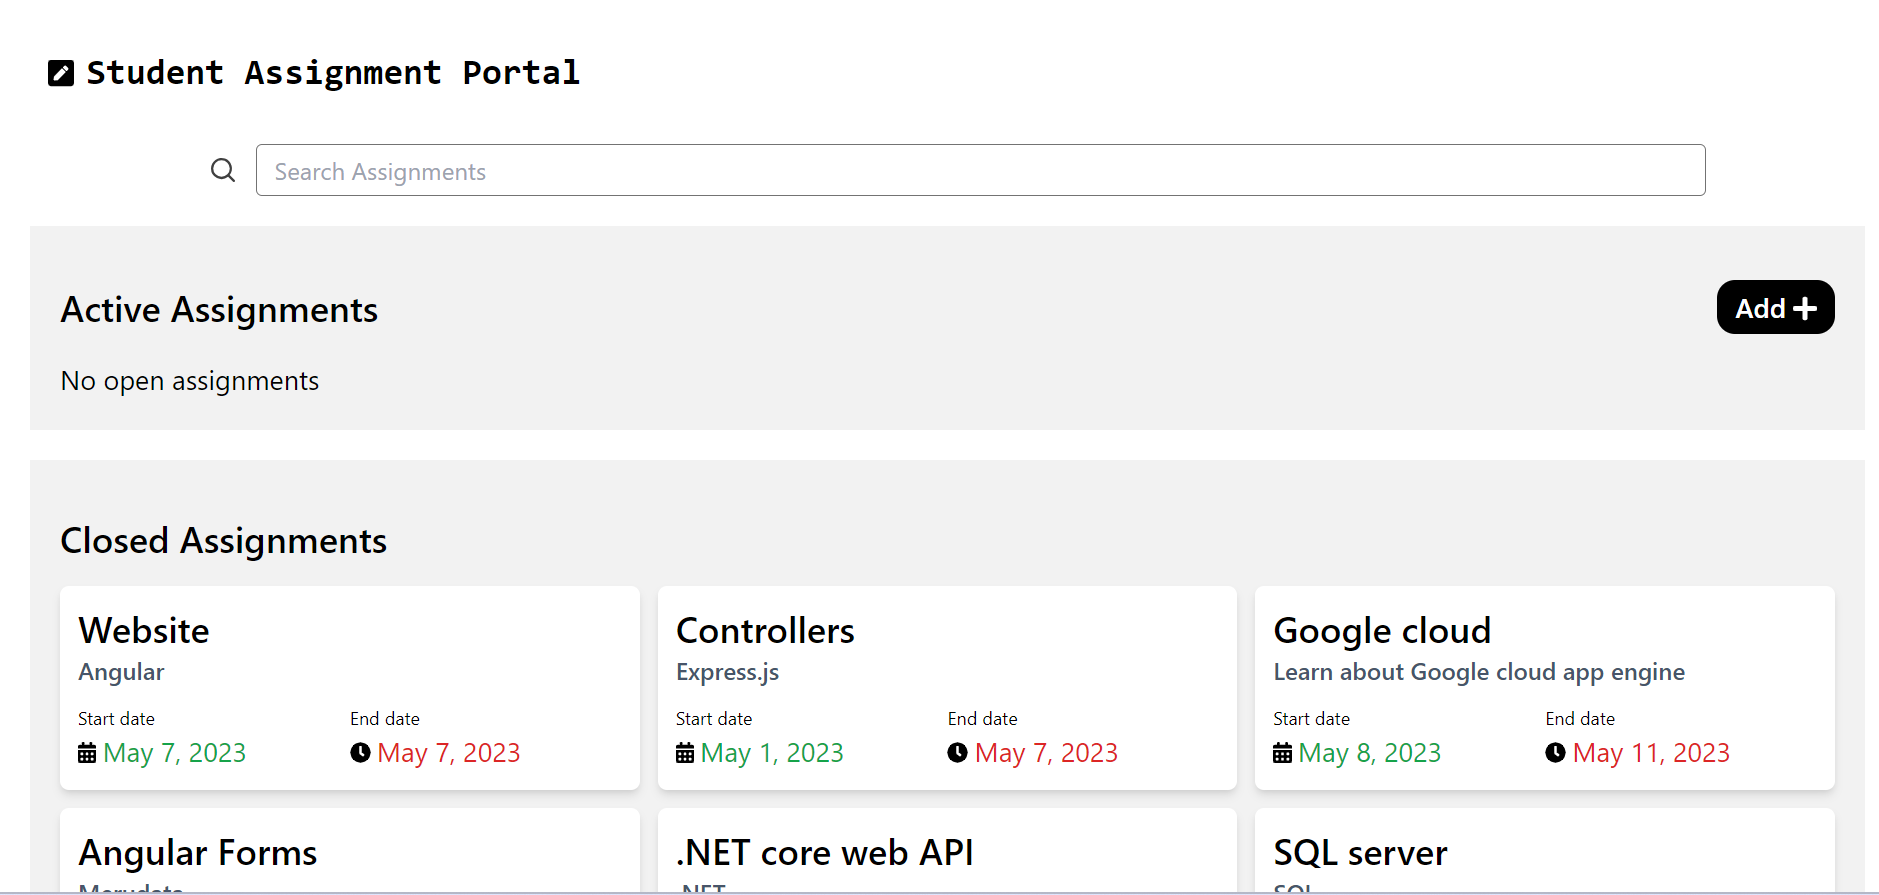 Student Assignment Portal
Search Assignments
Active Assignments
Add
No open assignments
Closed Assignments
Website
Angular
Start date End date
May 7, 2023 May 7, 2023
Controllers
Express.js
Start date End date
May 1, 2023 May 7, 2023
Google cloud
Learn about Google cloud app engine
Start date End date
May 8, 2023 May 11, 2023
Angular Forms
.NET core web API
.NET
SQL server
SQL